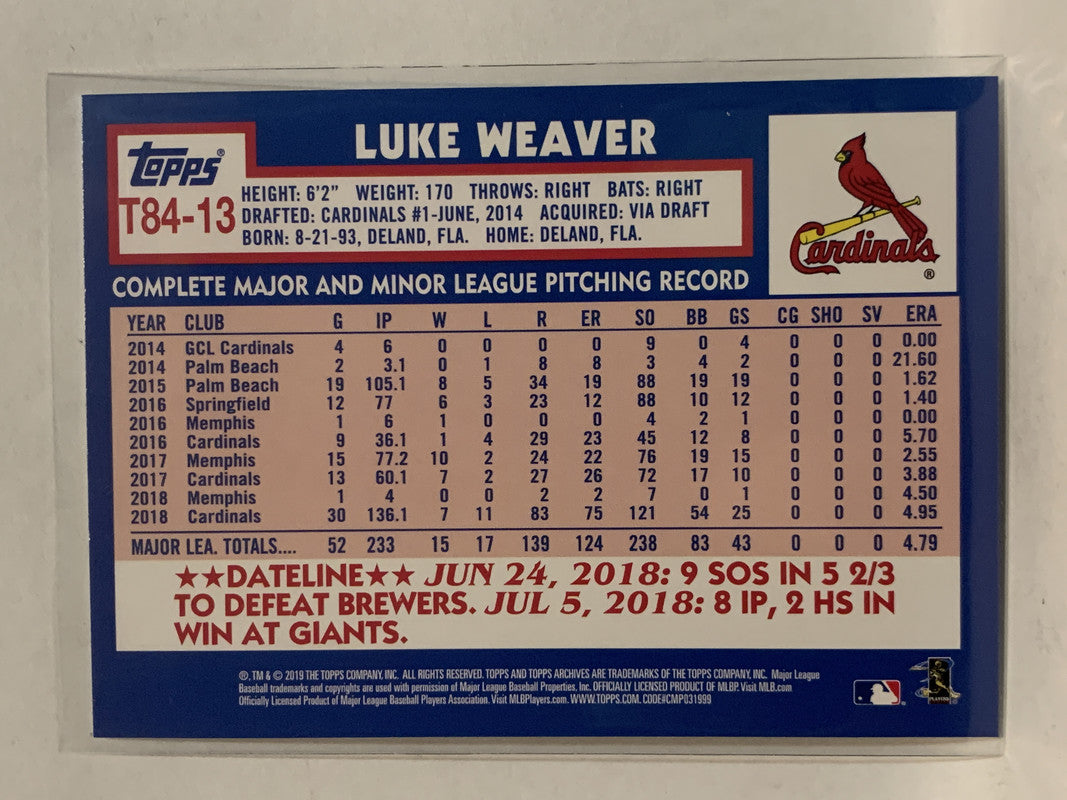 LUKE WEAVER
topps®
T84-13
HEIGHT: 6'2" WEIGHT: 170 THROWS: RIGHT BATS: RIGHT
DRAFTED: CARDINALS #1-JUNE, 2014 ACQUIRED: VIA DRAFT
BORN: 8-21-93, DELAND, FLA. HOME: DELAND, FLA.
Cardinals®
COMPLETE MAJOR AND MINOR LEAGUE PITCHING RECORD
YEAR CLUB G IP W L R ER SO BB GS CG SHO SV ERA
2014 GCL Cardinals 4 6 0 0 0 0 9 0 4 0 0 0 0.00
2014 Palm Beach 2 3.1 0 1 8 8 3 4 2 0 0 0 21.60
2015 Palm Beach 19 105.1 8 5 34 19 88 19 19 0 0 0 1.62
2016 Springfield 12 77 6 3 23 12 88 10 12 0 0 0 1.40
2016 Memphis 1 6 1 0 0 0 4 2 1 0 0 0 0.00
2016 Cardinals 9 36.1 1 4 29 23 45 12 8 0 0 0 5.70
2017 Memphis 15 77.2 10 2 24 22 76 19 15 0 0 0 2.55
2017 Cardinals 13 60.1 7 2 27 26 72 17 10 0 0 0 3.88
2018 Memphis 1 4 0 0 2 2 7 0 1 0 0 0 4.50
2018 Cardinals 30 136.1 7 11 83 75 121 54 25 0 0 0 4.95
MAJOR LEA. TOTALS.... 52 233 15 17 139 124 238 83 43 0 0 0 4.79
★★DATELINE★★ JUN 24, 2018: 9 SOS IN 5 2/3
TO DEFEAT BREWERS. JUL 5, 2018: 8 IP, 2 HS IN
WIN AT GIANTS.
®, TM & © 2019 THE TOPPS COMPANY, INC. ALL RIGHTS RESERVED. TOPPS AND TOPPS ARCHIVES ARE TRADEMARKS OF THE TOPPS COMPANY, INC. Major League
Baseball trademarks and copyrights are used with permission of Major League Baseball Properties, Inc. OFFICIALLY LICENSED PRODUCT OF MLBP. Visit MLB.com
Officially Licensed Product of Major League Baseball Players Association. Visit MLBPlayers.com. WWW.TOPPS.COM. CODE#CMP031999